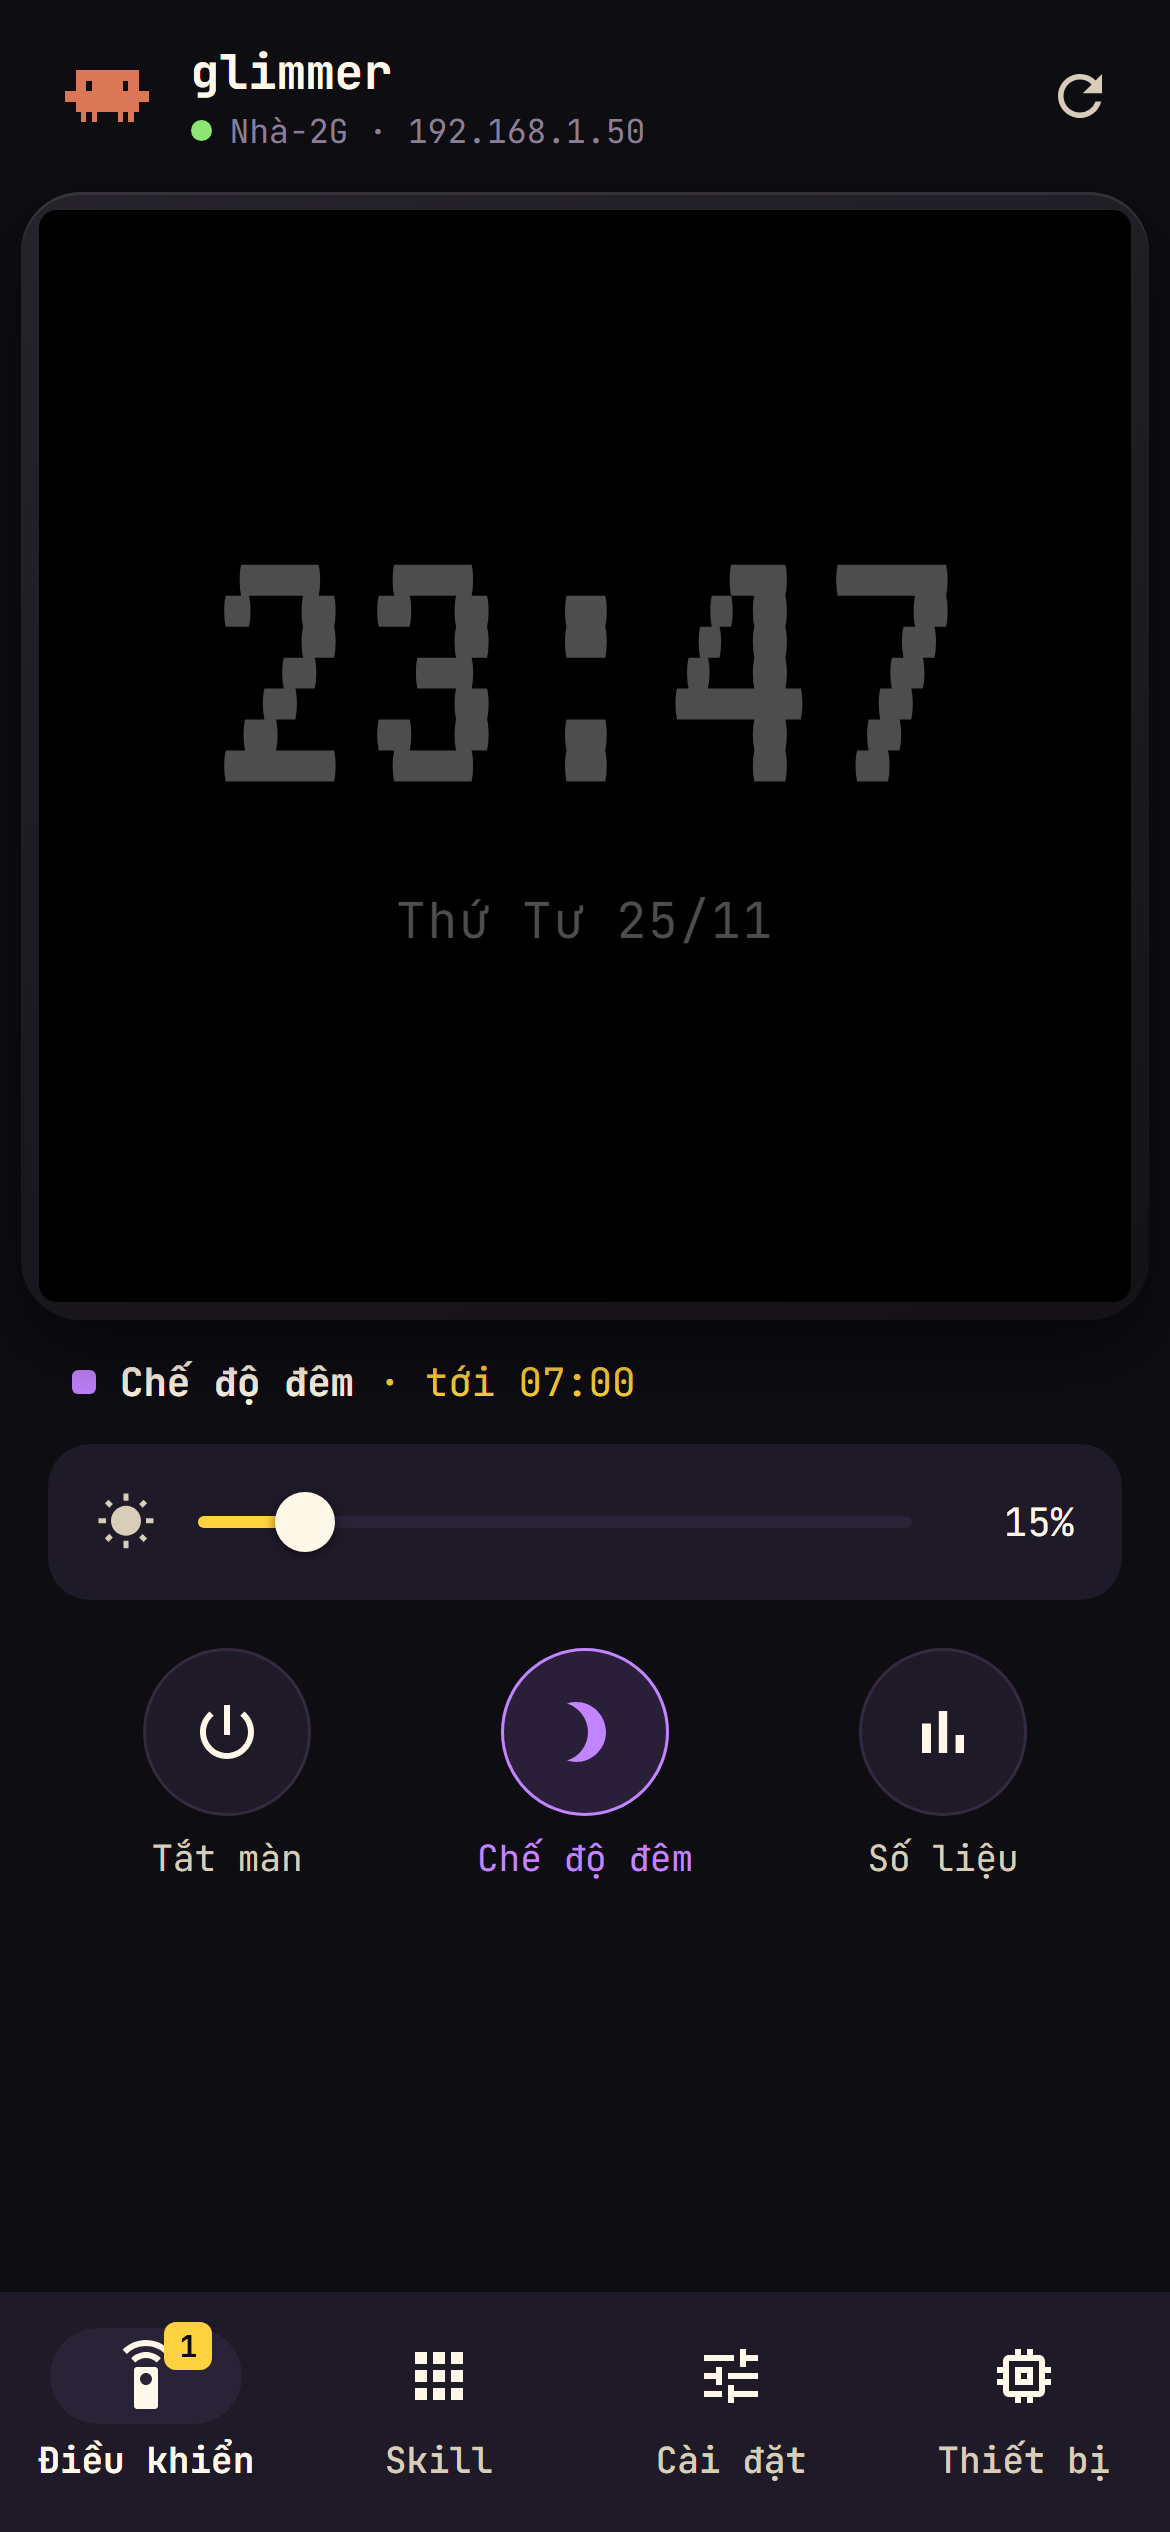 glimmer
Nhà-2G · 192.168.1.50
23:47
Thứ Tư 25/11
Chế độ đêm · tới 07:00
15%
Tắt màn
Chế độ đêm
Số liệu
1
Điều khiển
Skill
Cài đặt
Thiết bị